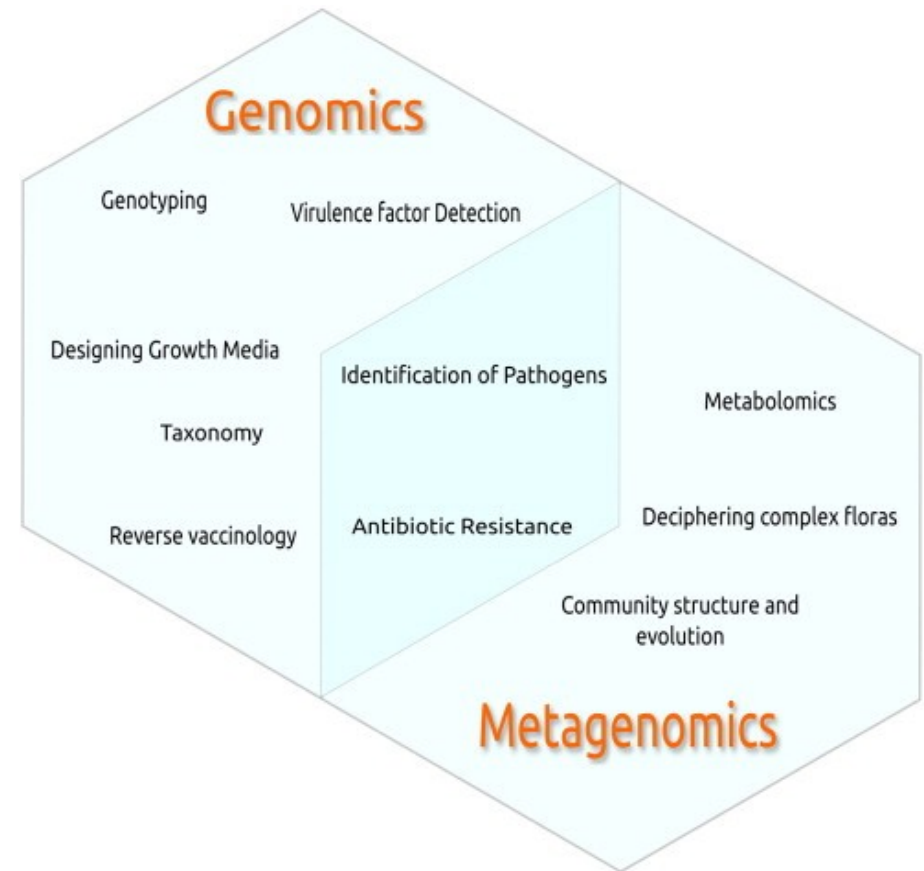 Genomics
Genotyping
Virulence factor Detection
Designing Growth Media
Identification of Pathogens
Metabolomics
Taxonomy
Antibiotic Resistance
Deciphering complex floras
Reverse vaccinology
Community structure and
evolution
Metagenomics